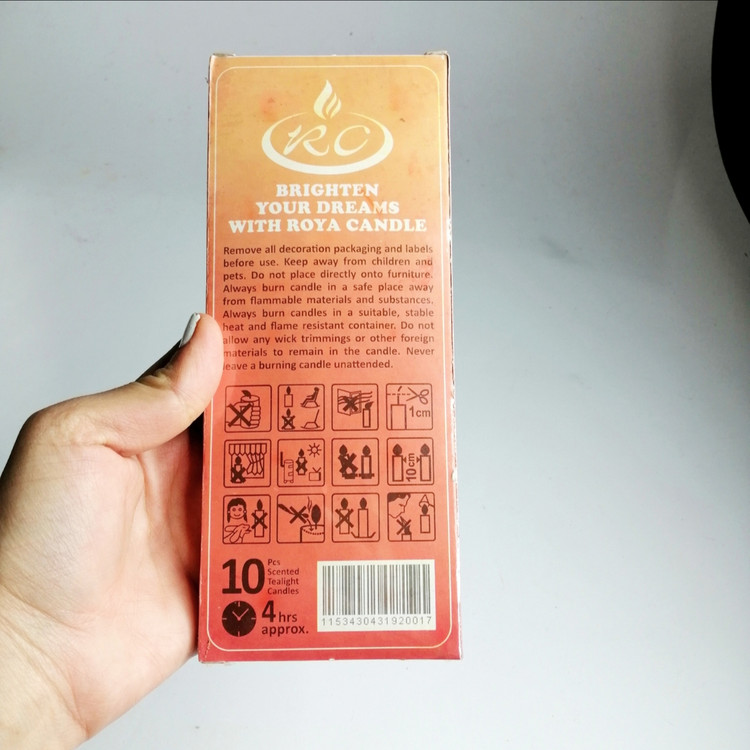 RC
BRIGHTEN
YOUR DREAMS
WITH ROYA CANDLE
Remove all decoration packaging and labels
before use. Keep away from children and
pets. Do not place directly onto furniture.
Always burn candle in a safe place away
from flammable materials and substances.
Always burn candles in a suitable, stable
heat and flame resistant container. Do not
allow any wick trimmings or other foreign
materials to remain in the candle. Never
leave a burning candle unattended.
1cm
10cm
10 Pcs
Scented
Tealight
Candles
4 hrs
approx.
1153430431920017